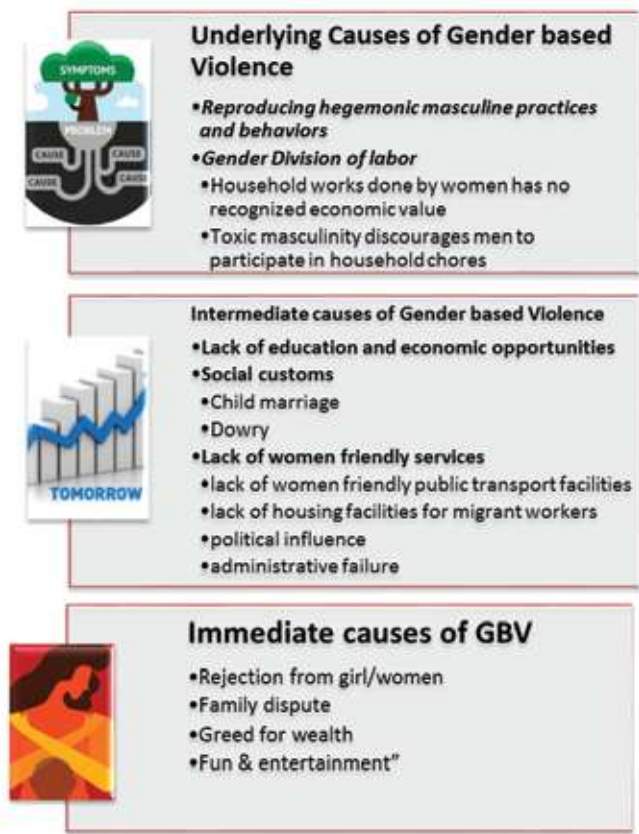 Underlying Causes of Gender based
Violence
SYMPTOMS
PROBLEM
CAUSE
CAUSE
CAUSE
CAUSE
•Reproducing hegemonic masculine practices
and behaviors
•Gender Division of labor
•Household works done by women has no
recognized economic value
•Toxic masculinity discourages men to
participate in household chores
Intermediate causes of Gender based Violence
•Lack of education and economic opportunities
•Social customs
•Child marriage
•Dowry
•Lack of women friendly services
•lack of women friendly public transport facilities
•lack of housing facilities for migrant workers
•political influence
•administrative failure
TOMORROW
Immediate causes of GBV
•Rejection from girl/women
•Family dispute
•Greed for wealth
•Fun & entertainment”